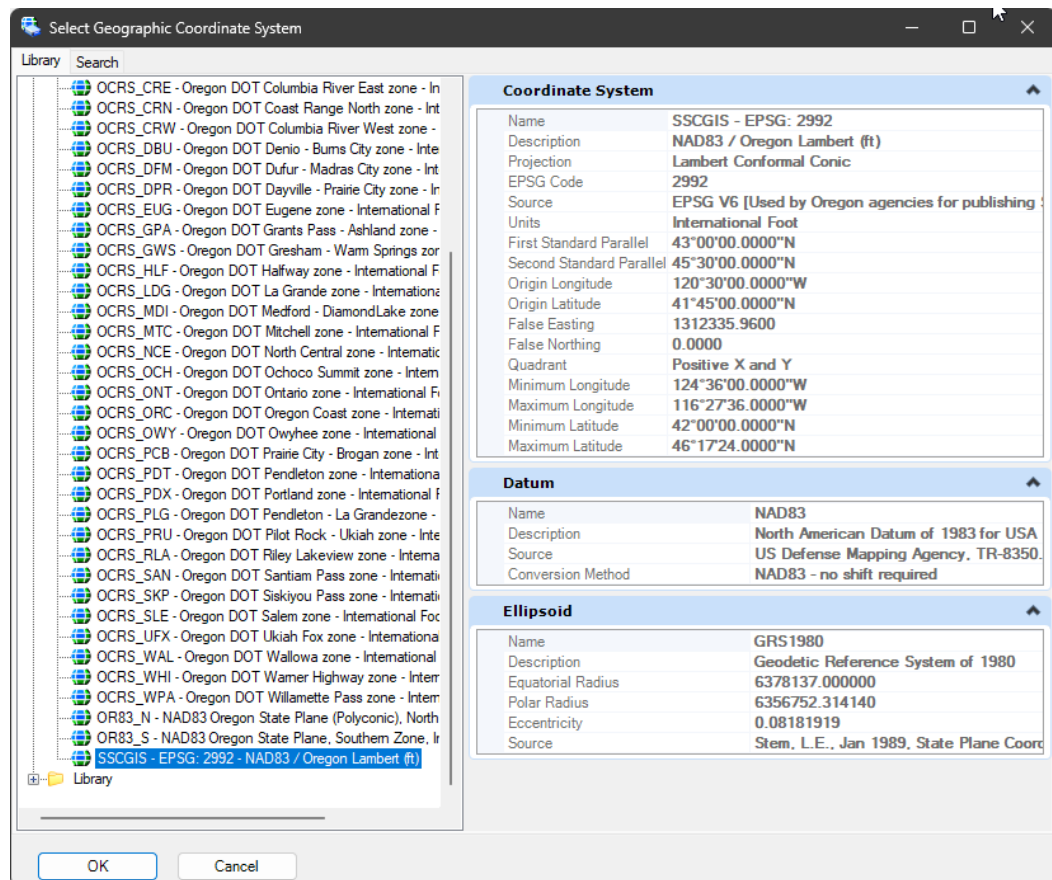 Select Geographic Coordinate System
Library Search
OCRS_CRE - Oregon DOT Columbia River East zone - In
OCRS_CRN - Oregon DOT Coast Range North zone - Int
OCRS_CRW - Oregon DOT Columbia River West zone -
OCRS_DBU - Oregon DOT Denio - Burns City zone - Inte
OCRS_DFM - Oregon DOT Dufur - Madras City zone - Int
OCRS_DPR - Oregon DOT Dayville - Prairie City zone - In
OCRS_EUG - Oregon DOT Eugene zone - International F
OCRS_GPA - Oregon DOT Grants Pass - Ashland zone -
OCRS_GWS - Oregon DOT Gresham - Warm Springs zor
OCRS_HLF - Oregon DOT Halfway zone - International F
OCRS_LDG - Oregon DOT La Grande zone - Internationa
OCRS_MDI - Oregon DOT Medford - DiamondLake zone
OCRS_MTC - Oregon DOT Mitchell zone - International F
OCRS_NCE - Oregon DOT North Central zone - Internatic
OCRS_OCH - Oregon DOT Ochoco Summit zone - Intern
OCRS_ONT - Oregon DOT Ontario zone - International Fo
OCRS_ORC - Oregon DOT Oregon Coast zone - Internati
OCRS_OWY - Oregon DOT Owyhee zone - International
OCRS_PCB - Oregon DOT Prairie City - Brogan zone - Int
OCRS_PDT - Oregon DOT Pendleton zone - Internationa
OCRS_PDX - Oregon DOT Portland zone - International F
OCRS_PLG - Oregon DOT Pendleton - La Grandezone -
OCRS_PRU - Oregon DOT Pilot Rock - Ukiah zone - Inte
OCRS_RLA - Oregon DOT Riley Lakeview zone - Interna
OCRS_SAN - Oregon DOT Santiam Pass zone - Internati
OCRS_SKP - Oregon DOT Siskiyou Pass zone - Internati
OCRS_SLE - Oregon DOT Salem zone - International Foo
OCRS_UFX - Oregon DOT Ukiah Fox zone - International
OCRS_WAL - Oregon DOT Wallowa zone - International
OCRS_WHI - Oregon DOT Warner Highway zone - Intern
OCRS_WPA - Oregon DOT Willamette Pass zone - Intern
OR83_N - NAD83 Oregon State Plane (Polyconic), North
OR83_S - NAD83 Oregon State Plane, Southern Zone, Ir
SSCGIS - EPSG: 2992 - NAD83 / Oregon Lambert (ft)
Library
Coordinate System
Name SSCGIS - EPSG: 2992
Description NAD83 / Oregon Lambert (ft)
Projection Lambert Conformal Conic
EPSG Code 2992
Source EPSG V6 [Used by Oregon agencies for publishing
Units International Foot
First Standard Parallel 43°00'00.0000"N
Second Standard Parallel 45°30'00.0000"N
Origin Longitude 120°30'00.0000"W
Origin Latitude 41°45'00.0000"N
False Easting 1312335.9600
False Northing 0.0000
Quadrant Positive X and Y
Minimum Longitude 124°36'00.0000"W
Maximum Longitude 116°27'36.0000"W
Minimum Latitude 42°00'00.0000"N
Maximum Latitude 46°17'24.0000"N
Datum
Name NAD83
Description North American Datum of 1983 for USA
Source US Defense Mapping Agency, TR-8350.
Conversion Method NAD83 - no shift required
Ellipsoid
Name GRS1980
Description Geodetic Reference System of 1980
Equatorial Radius 6378137.000000
Polar Radius 6356752.314140
Eccentricity 0.08181919
Source Stem, L.E., Jan 1989, State Plane Coord
OK Cancel